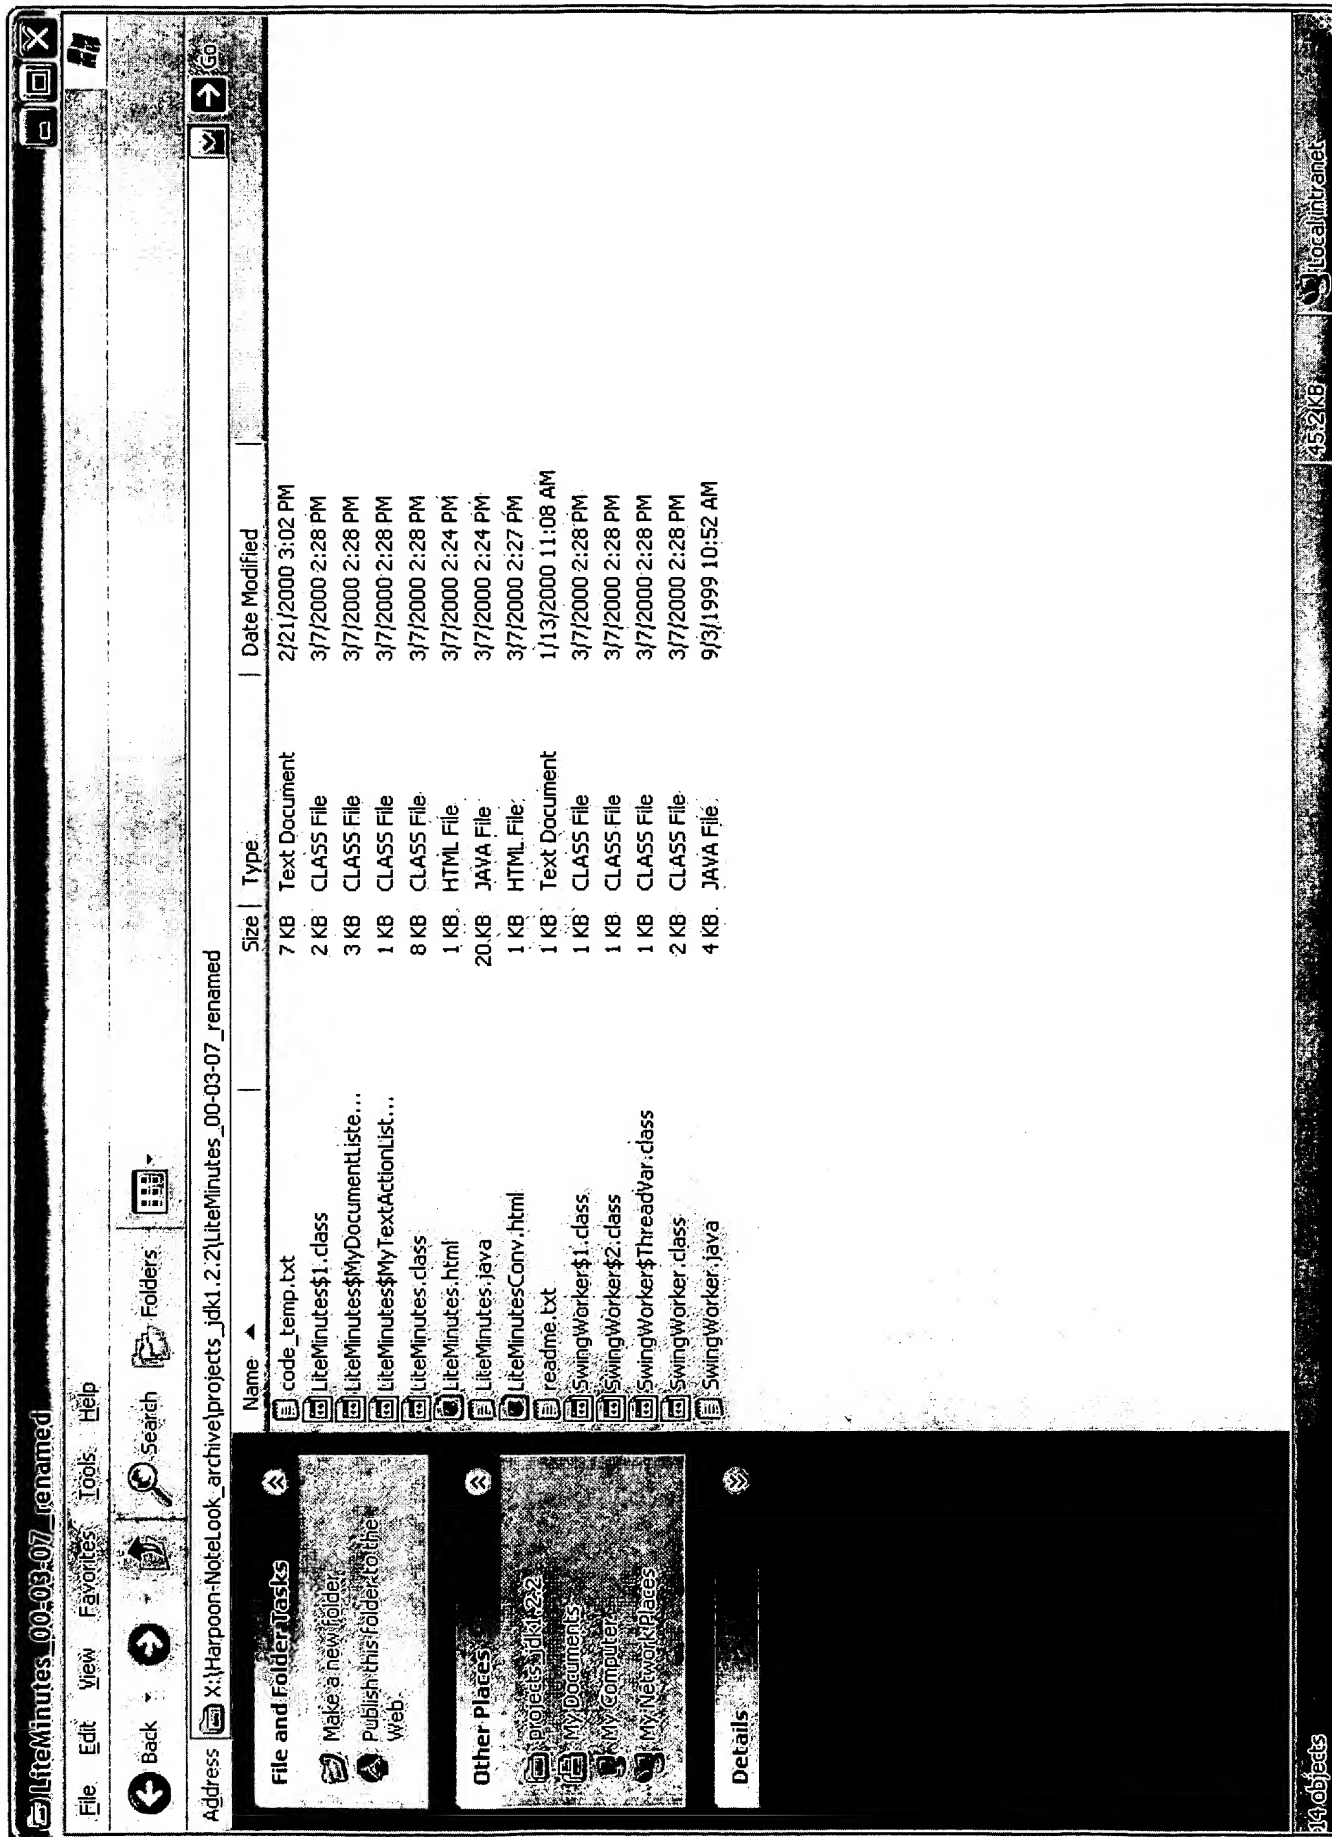 LiteMinutes_00-03-07_renamed
File Edit View Favorites Tools Help
Back Search Folders
Address X:\Harpoon-NoteLook_archive\projects_jdk1.2.2\LiteMinutes_00-03-07_renamed Go
File and Folder Tasks
Make a new folder
Publish this folder to the
Web
Other Places
projects_jdk1.2.2
My Documents
My Computer
My Network Places
Details
Name Size Type Date Modified
code_temp.txt 7 KB Text Document 2/21/2000 3:02 PM
LiteMinutes$1.class 2 KB CLASS File 3/7/2000 2:28 PM
LiteMinutes$MyDocumentListe... 3 KB CLASS File 3/7/2000 2:28 PM
LiteMinutes$MyTextActionList... 1 KB CLASS File 3/7/2000 2:28 PM
LiteMinutes.class 8 KB CLASS File 3/7/2000 2:28 PM
LiteMinutes.html 1 KB HTML File 3/7/2000 2:24 PM
LiteMinutes.java 20 KB JAVA File 3/7/2000 2:24 PM
LiteMinutesConv.html 1 KB HTML File 3/7/2000 2:27 PM
readme.txt 1 KB Text Document 1/13/2000 11:08 AM
SwingWorker$1.class 1 KB CLASS File 3/7/2000 2:28 PM
SwingWorker$2.class 1 KB CLASS File 3/7/2000 2:28 PM
SwingWorker$ThreadVar.class 1 KB CLASS File 3/7/2000 2:28 PM
SwingWorker.class 2 KB CLASS File 3/7/2000 2:28 PM
SwingWorker.java 4 KB JAVA File 9/3/1999 10:52 AM
14 objects 45.2 KB Local intranet